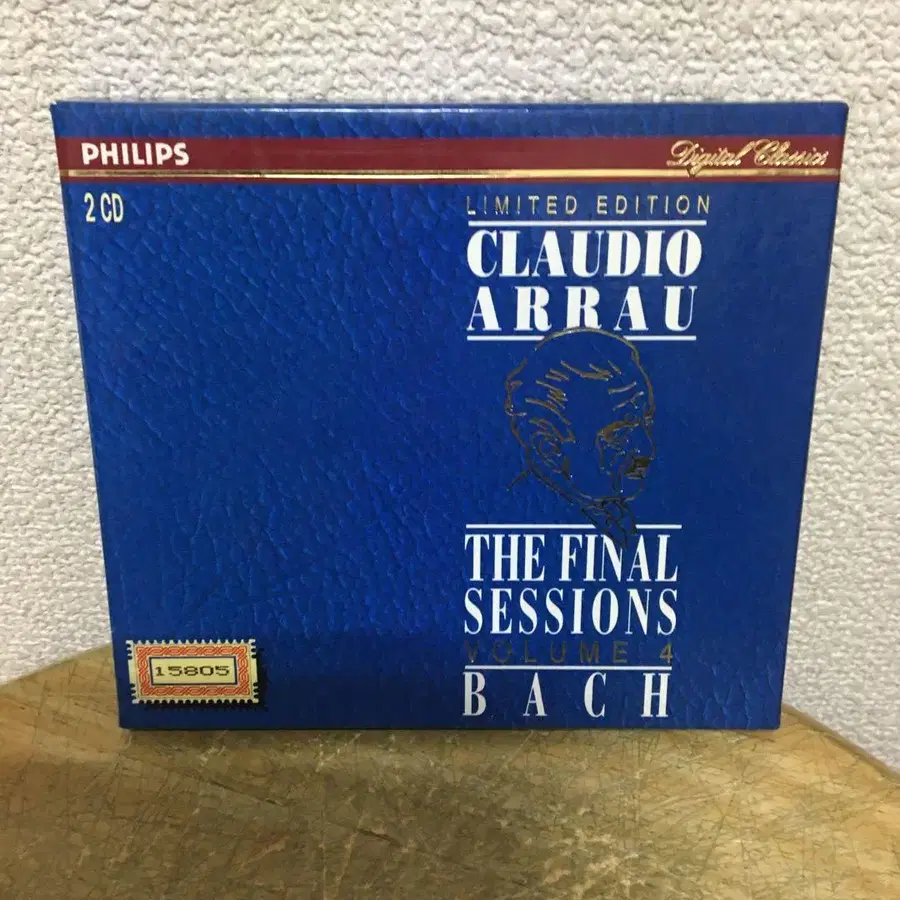 PHILIPS
Digital Classics
2 CD
LIMITED EDITION
CLAUDIO
ARRAU
THE FINAL
SESSIONS
VOLUME 4
BACH
15805